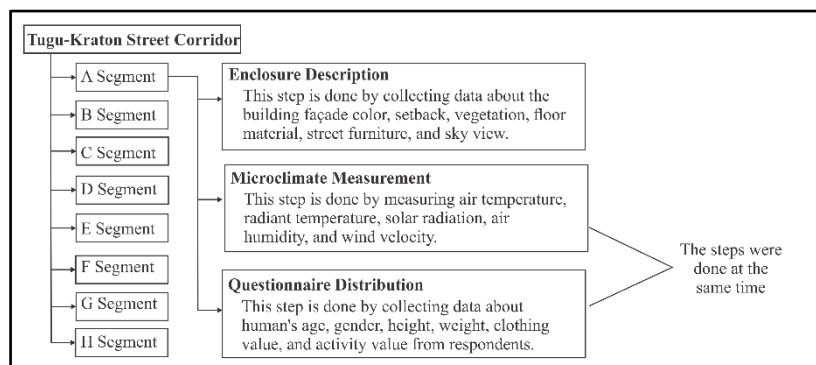 Tugu-Kraton Street Corridor
A Segment
B Segment
C Segment
D Segment
E Segment
F Segment
G Segment
H Segment
Enclosure Description
This step is done by collecting data about the
building façade color, setback, vegetation, floor
material, street furniture, and sky view.
Microclimate Measurement
This step is done by measuring air temperature,
radiant temperature, solar radiation, air
humidity, and wind velocity.
Questionnaire Distribution
This step is done by collecting data about
human's age, gender, height, weight, clothing
value, and activity value from respondents.
The steps were
done at the
same time